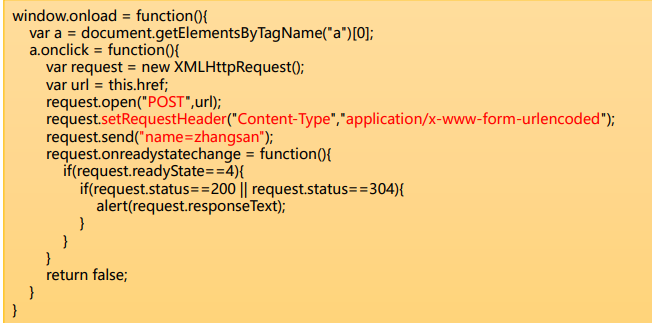 window.onload = function(){
var a = document.getElementsByTagName("a")[0];
a.onclick = function(){
var request = new XMLHttpRequest();
var url = this.href;
request.open("POST",url);
request.setRequestHeader("Content-Type","application/x-www-form-urlencoded");
request.send("name=zhangsan");
request.onreadystatechange = function(){
if(request.readyState==4){
if(request.status==200 || request.status==304){
alert(request.responseText);
}
}
}
return false;
}
}